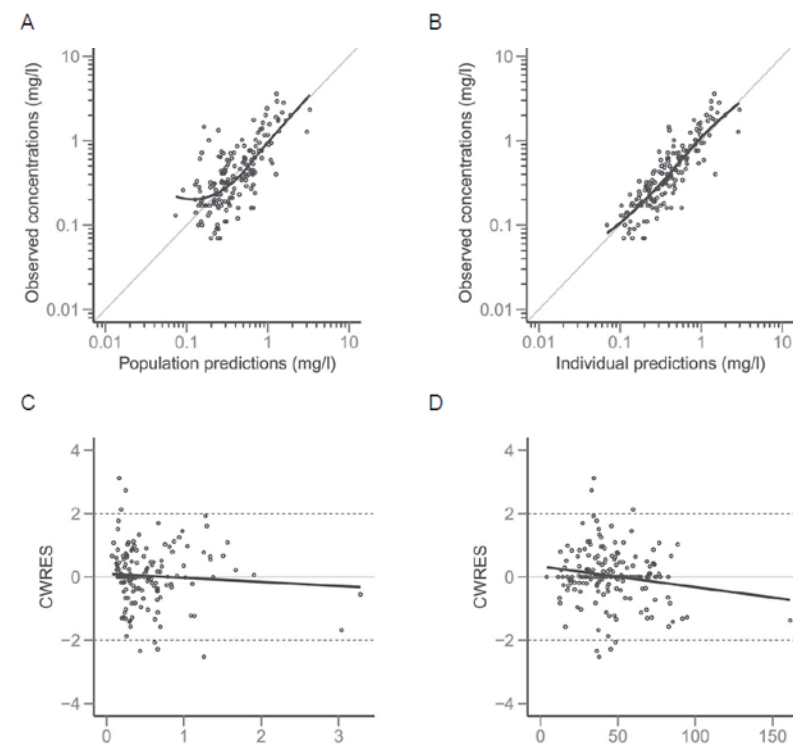 A
B
10
1
0.1
0.01
Observed concentrations (mg/l)
0.01 0.1 1 10
Population predictions (mg/l)
10
1
0.1
0.01
Observed concentrations (mg/l)
0.01 0.1 1 10
Individual predictions (mg/l)
C
D
4
2
0
−2
−4
CWRES
0 1 2 3
4
2
0
−2
−4
CWRES
0 50 100 150